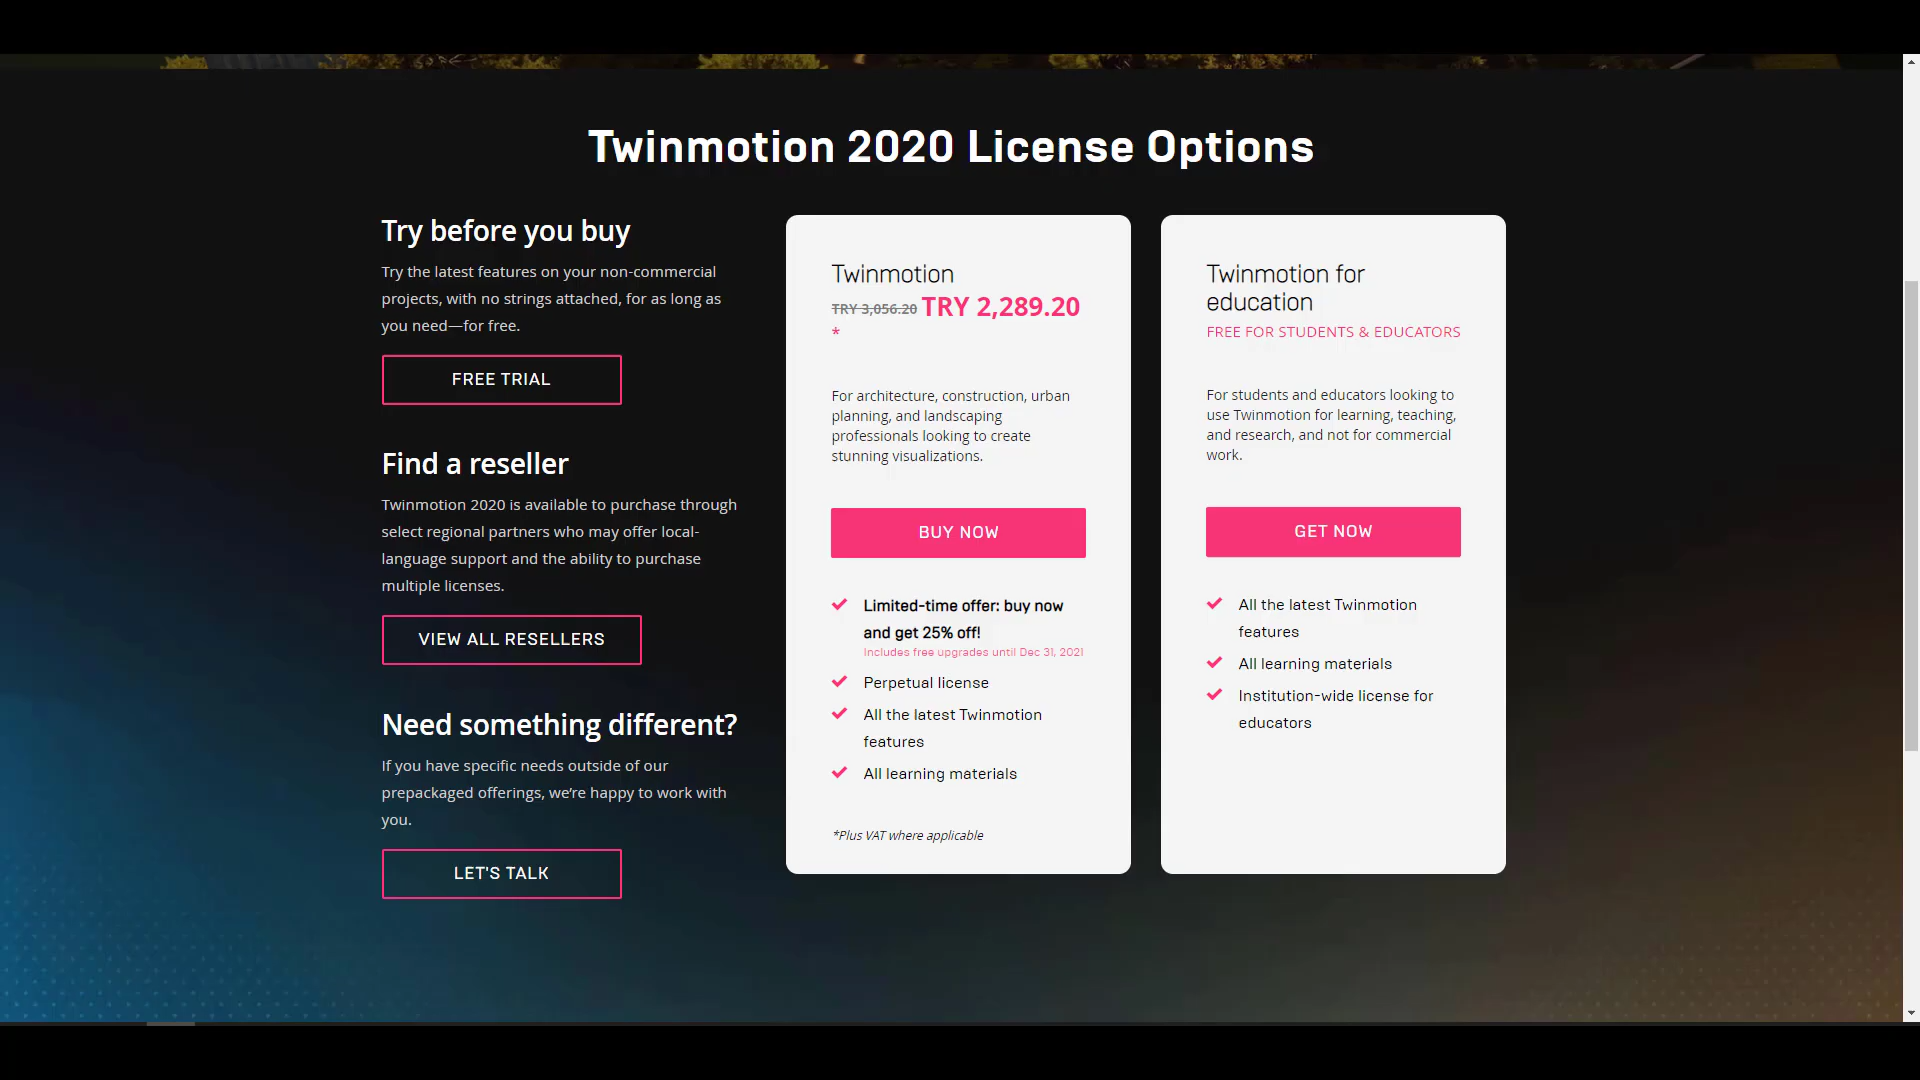 Twinmotion 2020 License Options
Try before you buy
Try the latest features on your non-commercial
projects, with no strings attached, for as long as
you need—for free.
FREE TRIAL
Find a reseller
Twinmotion 2020 is available to purchase through
select regional partners who may offer local-
language support and the ability to purchase
multiple licenses.
VIEW ALL RESELLERS
Need something different?
If you have specific needs outside of our
prepackaged offerings, we're happy to work with
you.
LET'S TALK
Twinmotion
TRY 3,056.20 TRY 2,289.20
*
For architecture, construction, urban
planning, and landscaping
professionals looking to create
stunning visualizations.
BUY NOW
Limited-time offer: buy now
and get 25% off!
Includes free upgrades until Dec 31, 2021
Perpetual license
All the latest Twinmotion
features
All learning materials
*Plus VAT where applicable
Twinmotion for
education
FREE FOR STUDENTS & EDUCATORS
For students and educators looking to
use Twinmotion for learning, teaching,
and research, and not for commercial
work.
GET NOW
All the latest Twinmotion
features
All learning materials
Institution-wide license for
educators